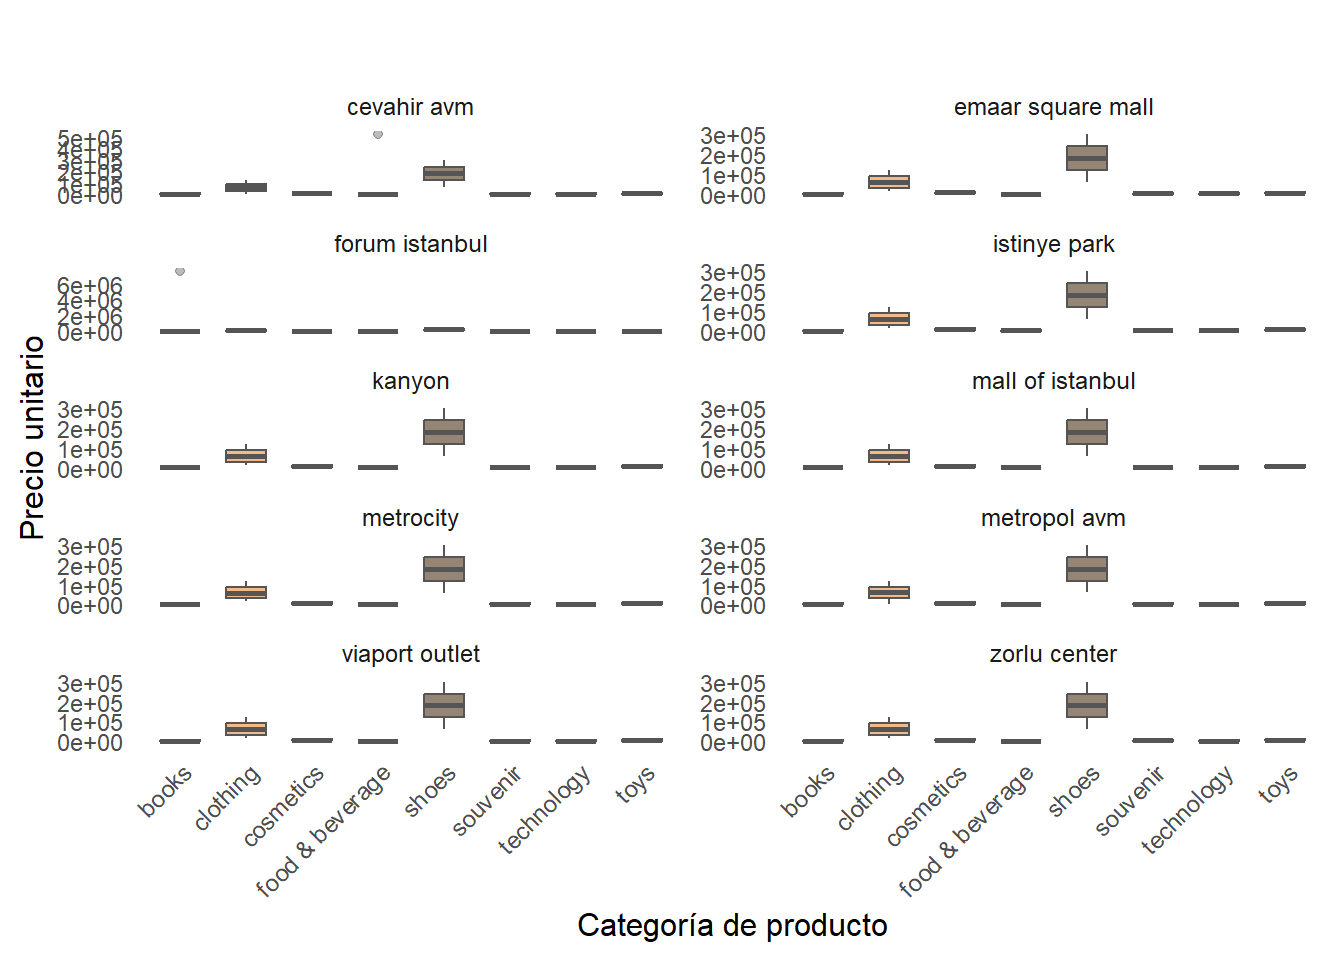 cevahir avm
5e+05
4e+05
3e+05
2e+05
1e+05
0e+00
emaar square mall
3e+05
2e+05
1e+05
0e+00
forum istanbul
6e+06
4e+06
2e+06
0e+00
istinye park
3e+05
2e+05
1e+05
0e+00
kanyon
3e+05
2e+05
1e+05
0e+00
mall of istanbul
3e+05
2e+05
1e+05
0e+00
metrocity
3e+05
2e+05
1e+05
0e+00
metropol avm
3e+05
2e+05
1e+05
0e+00
viaport outlet
3e+05
2e+05
1e+05
0e+00
zorlu center
3e+05
2e+05
1e+05
0e+00
books
clothing
cosmetics
food & beverage
shoes
souvenir
technology
toys
books
clothing
cosmetics
food & beverage
shoes
souvenir
technology
toys
Precio unitario
Categoría de producto